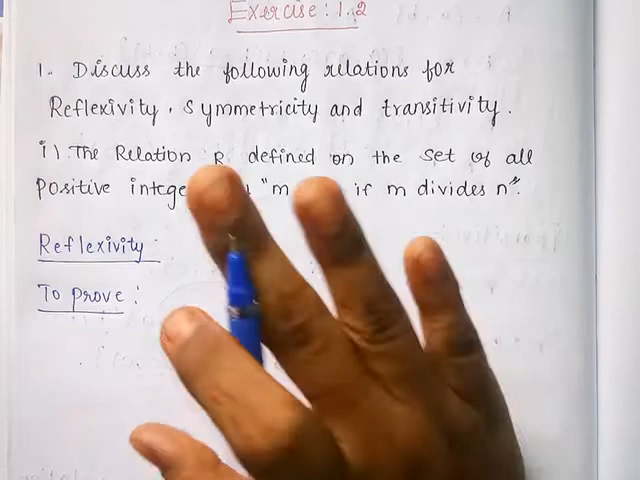 Exercise: 1.2
1. Discuss the following relations for
Reflexivity, Symmetricity and transitivity.
i) The Relation R defined on the set of all
positive "m if m divides n".
Reflexivity
To prove: